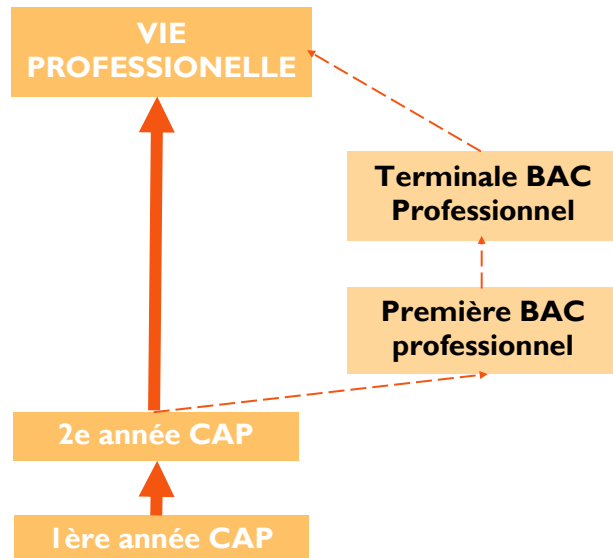 VIE
PROFESSIONELLE
Terminale BAC
Professionnel
Première BAC
professionnel
2e année CAP
1ère année CAP